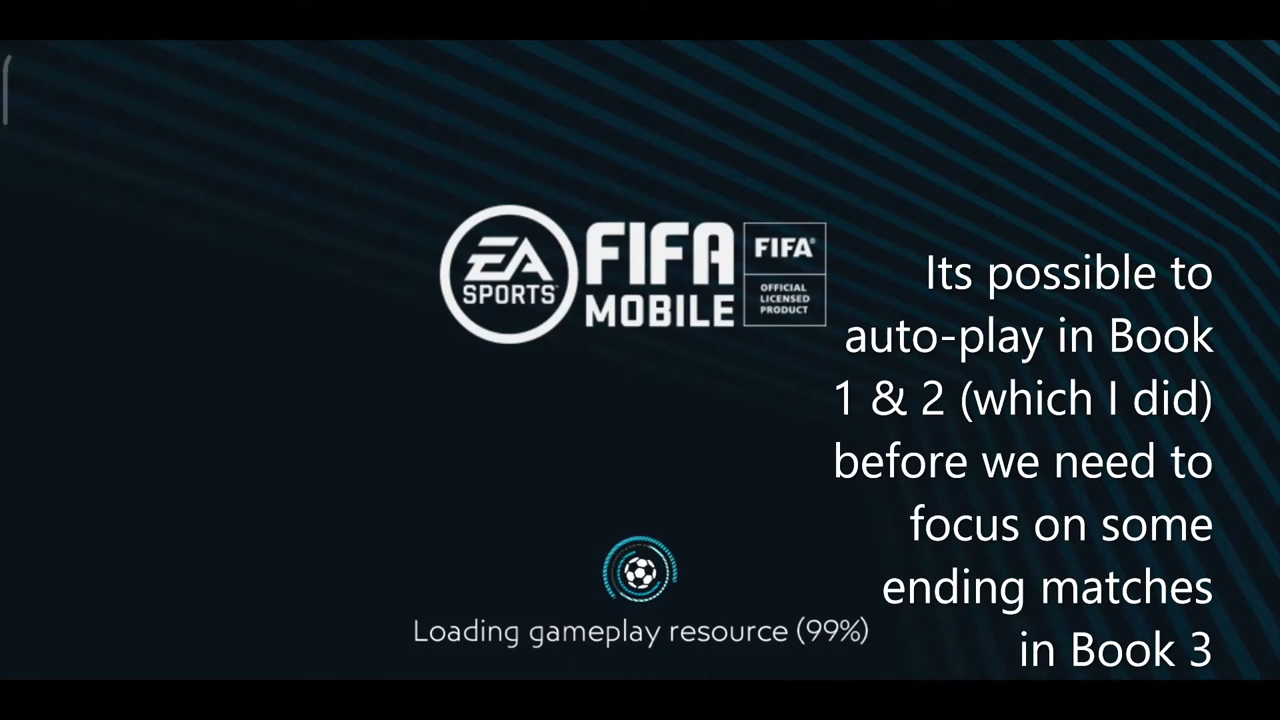 EA
SPORTS
FIFA
MOBILE
FIFA®
OFFICIAL
LICENSED
PRODUCT
Its possible to
auto-play in Book
1 & 2 (which I did)
before we need to
focus on some
ending matches
in Book 3
Loading gameplay resource (99%)